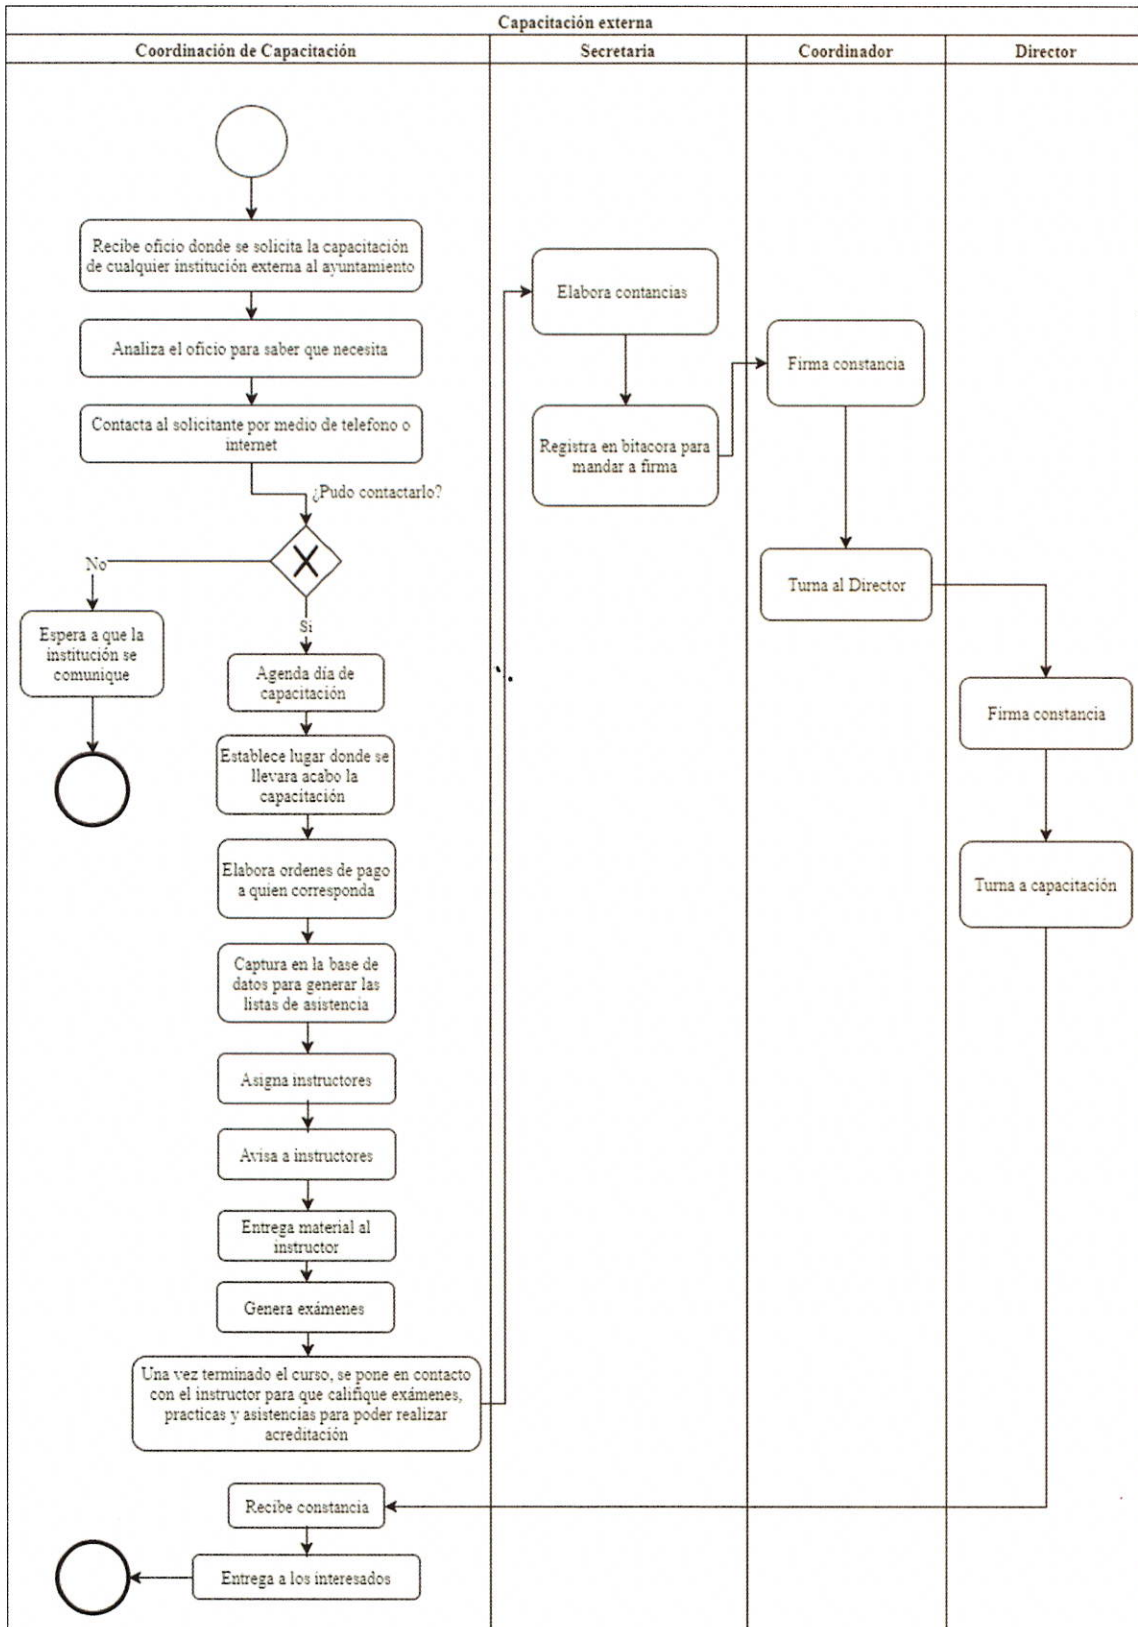 Capacitación externa
Coordinación de Capacitación
Secretaria
Coordinador
Director
Recibe oficio donde se solicita la capacitación
de cualquier institución externa al ayuntamiento
Analiza el oficio para saber que necesita
Contacta al solicitante por medio de telefono o
internet
¿Pudo contactarlo?
No
Si
Espera a que la
institución se
comunique
Agenda día de
capacitación
Establece lugar donde se
llevara acabo la
capacitación
Elabora ordenes de pago
a quien corresponda
Captura en la base de
datos para generar las
listas de asistencia
Asigna instructores
Avisa a instructores
Entrega material al
instructor
Genera exámenes
Una vez terminado el curso, se pone en contacto
con el instructor para que califique exámenes,
practicas y asistencias para poder realizar
acreditación
Elabora contancias
Registra en bitacora para
mandar a firma
Firma constancia
Turna al Director
Firma constancia
Turna a capacitación
Recibe constancia
Entrega a los interesados